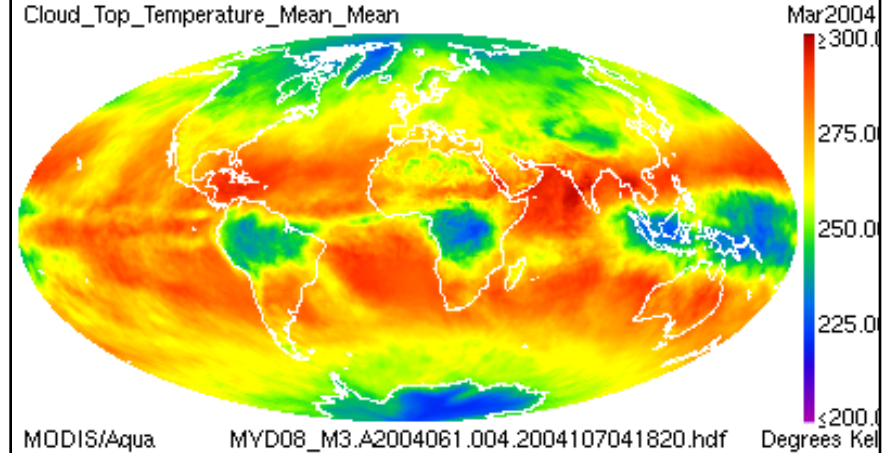 Cloud_Top_Temperature_Mean_Mean
Mar2004
≥300.0
275.0
250.0
225.0
≤200.0
MODIS/Aqua
MYD08_M3.A2004061.004.2004107041820.hdf
Degrees Kel